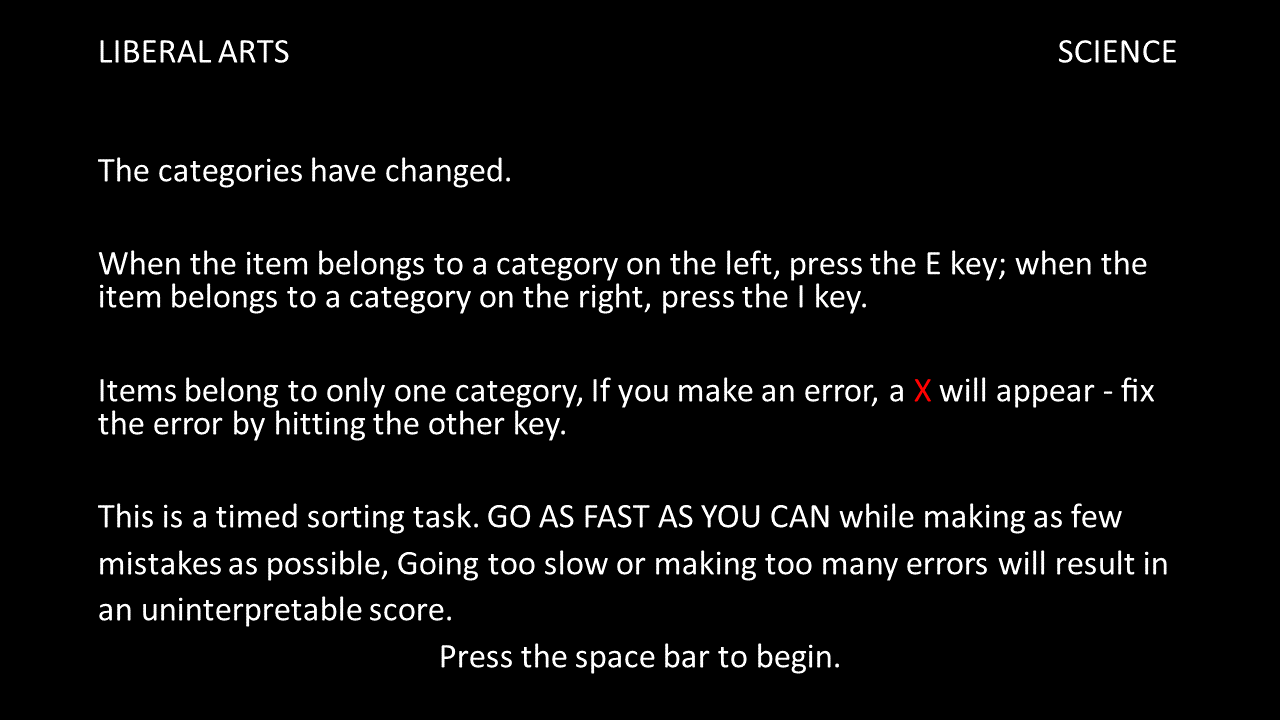 LIBERAL ARTS SCIENCE
The categories have changed.
When the item belongs to a category on the left, press the E key; when the
item belongs to a category on the right, press the I key.
Items belong to only one category, If you make an error, a X will appear - fix
the error by hitting the other key.
This is a timed sorting task. GO AS FAST AS YOU CAN while making as few
mistakes as possible, Going too slow or making too many errors will result in
an uninterpretable score.
Press the space bar to begin.